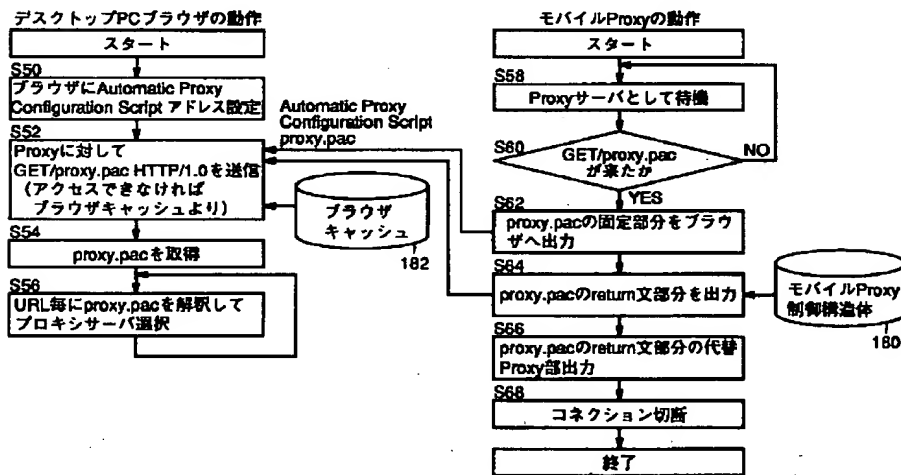 デスクトップPCブラウザの動作
スタート
S50
ブラウザにAutomatic Proxy
Configuration Script アドレス設定
S52
Proxyに対して
GET/proxy.pac HTTP/1.0を送信
(アクセスできなければ
ブラウザキャッシュより)
S54
proxy.pacを取得
S56
URL毎にproxy.pacを解釈して
プロキシサーバ選択
Automatic Proxy
Configuration Script
proxy.pac
ブラウザ
キャッシュ
182
モバイルProxyの動作
スタート
S58
Proxyサーバとして待機
S60
GET/proxy.pac
が来たか
NO
YES
S62
proxy.pacの固定部分をブラウ
ザへ出力
S64
proxy.pacのreturn文部分を出力
S66
proxy.pacのreturn文部分の代替
Proxy部出力
S68
コネクション切断
終了
モバイルProxy
制御構造体
180